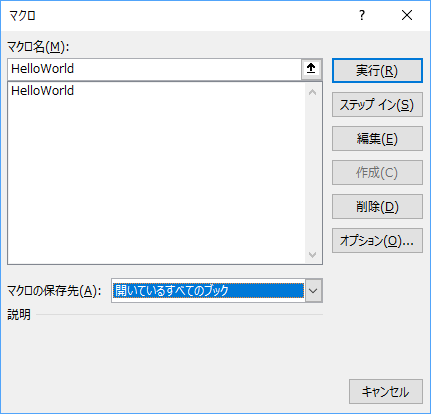 マクロ
?
マクロ名(M):
HelloWorld
HelloWorld
実行(R)
ステップ イン(S)
編集(E)
作成(C)
削除(D)
オプション(O)...
マクロの保存先(A):
開いているすべてのブック
説明
キャンセル